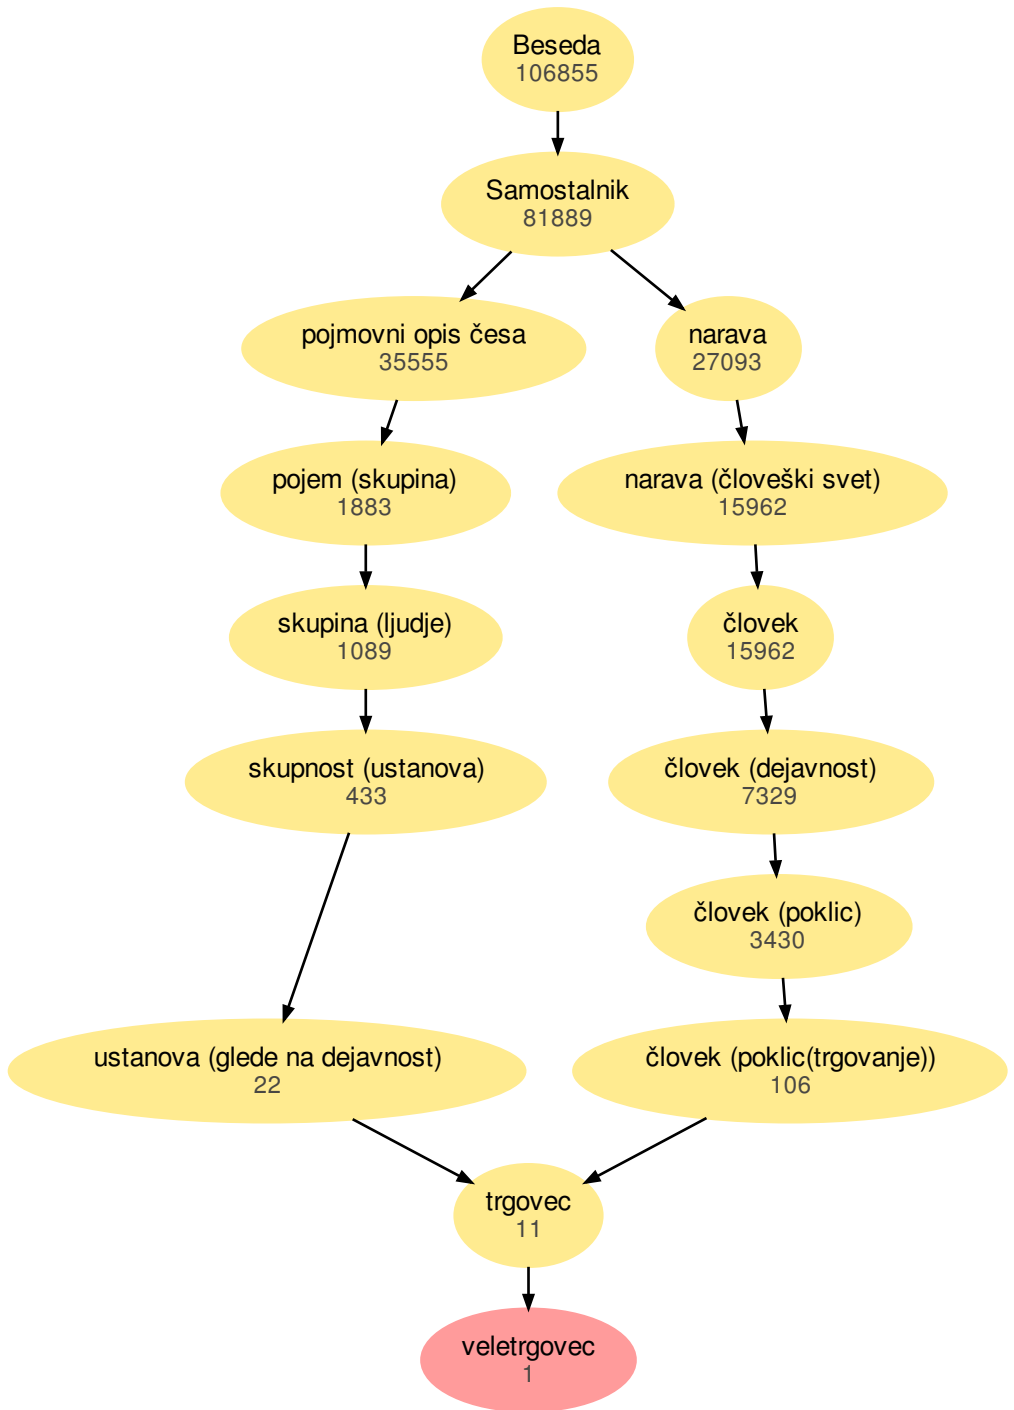 Beseda
106855
Samostalnik
81889
pojmovni opis česa
35555
narava
27093
pojem (skupina)
1883
narava (človeški svet)
15962
skupina (ljudje)
1089
človek
15962
skupnost (ustanova)
433
človek (dejavnost)
7329
človek (poklic)
3430
ustanova (glede na dejavnost)
22
človek (poklic(trgovanje))
106
trgovec
11
veletrgovec
1